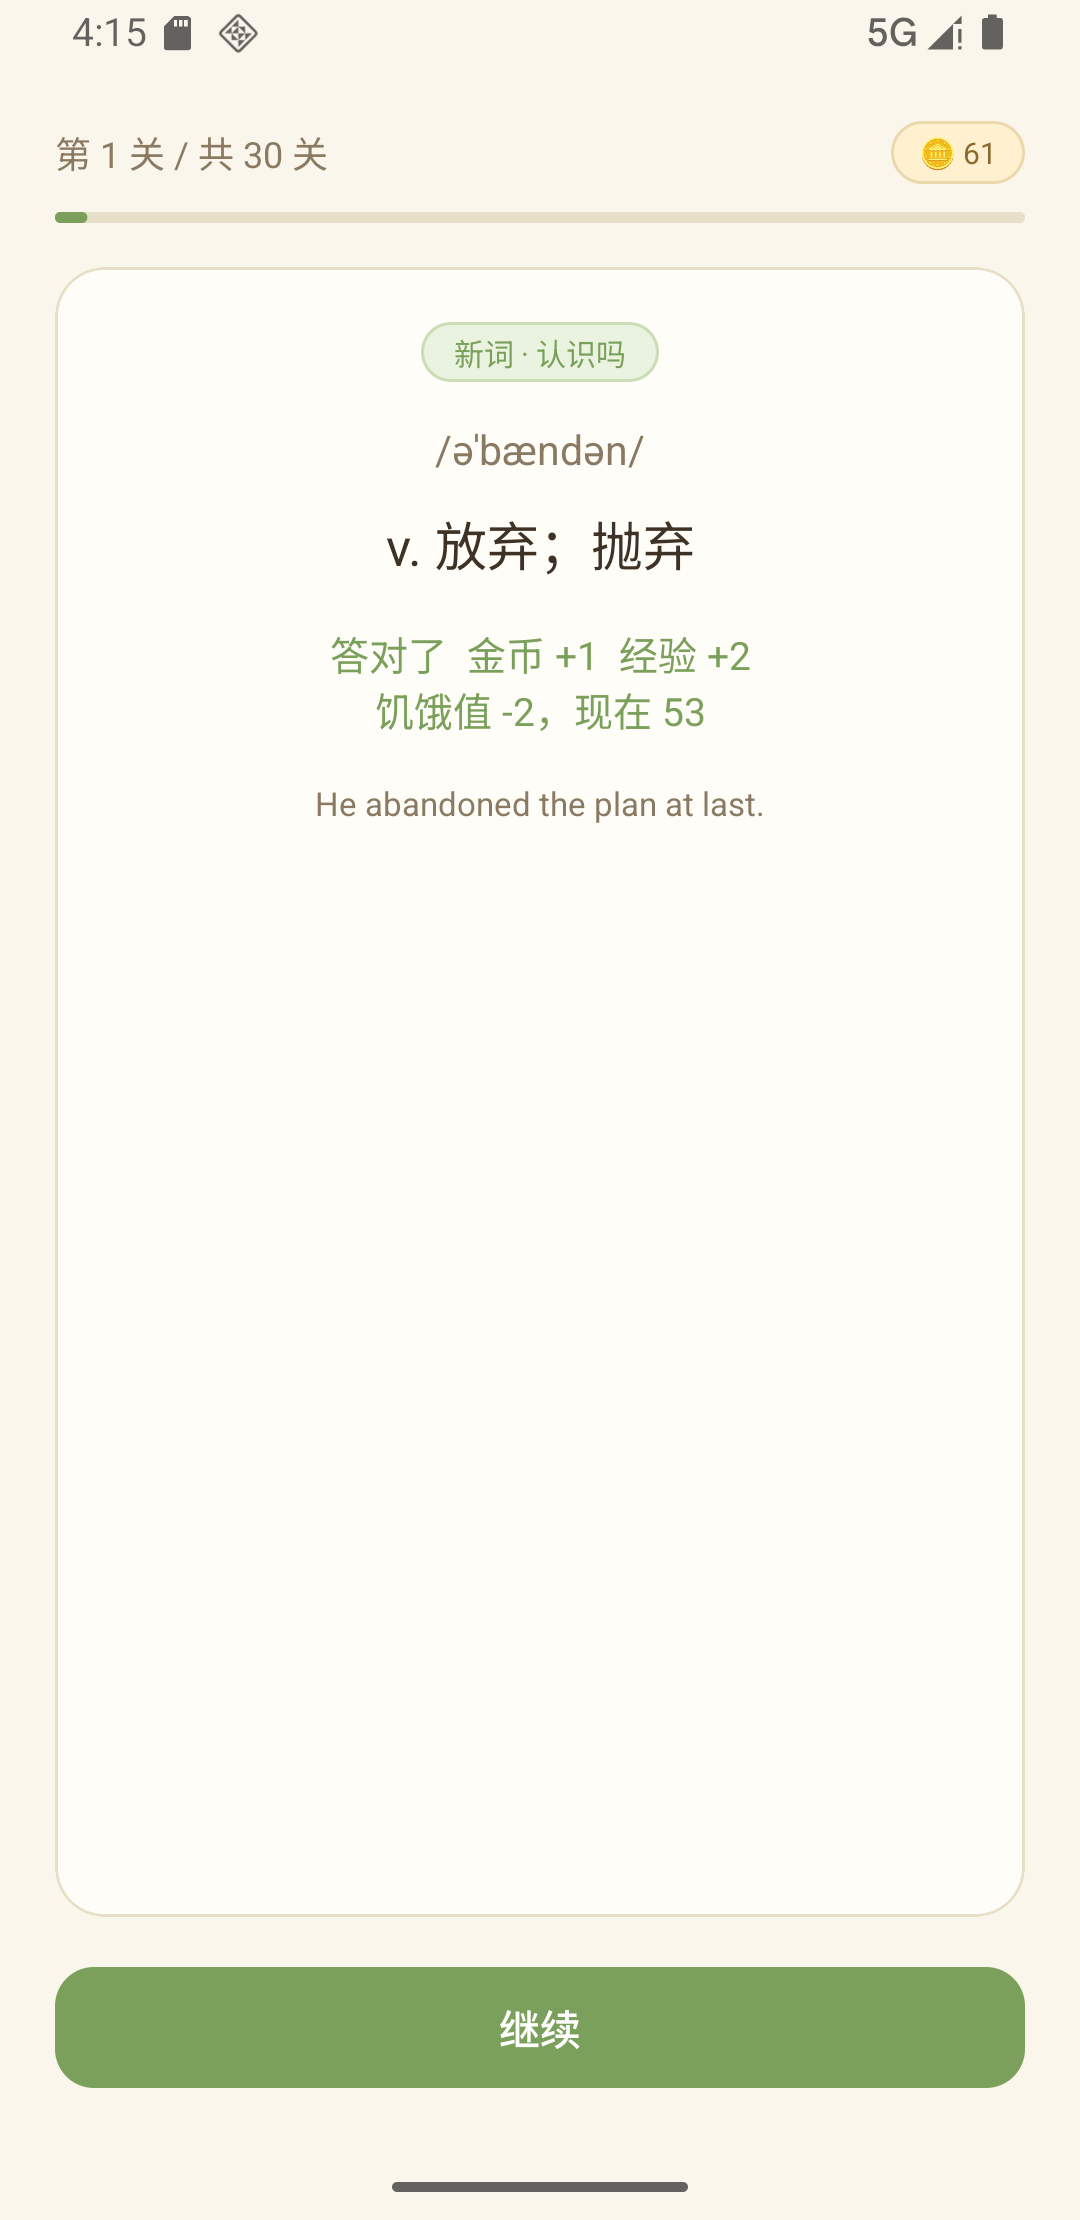 4:15
5G
第 1 关 / 共 30 关
61
新词 · 认识吗
/əˈbændən/
v. 放弃；抛弃
答对了 金币 +1 经验 +2
饥饿值 -2，现在 53
He abandoned the plan at last.
继续